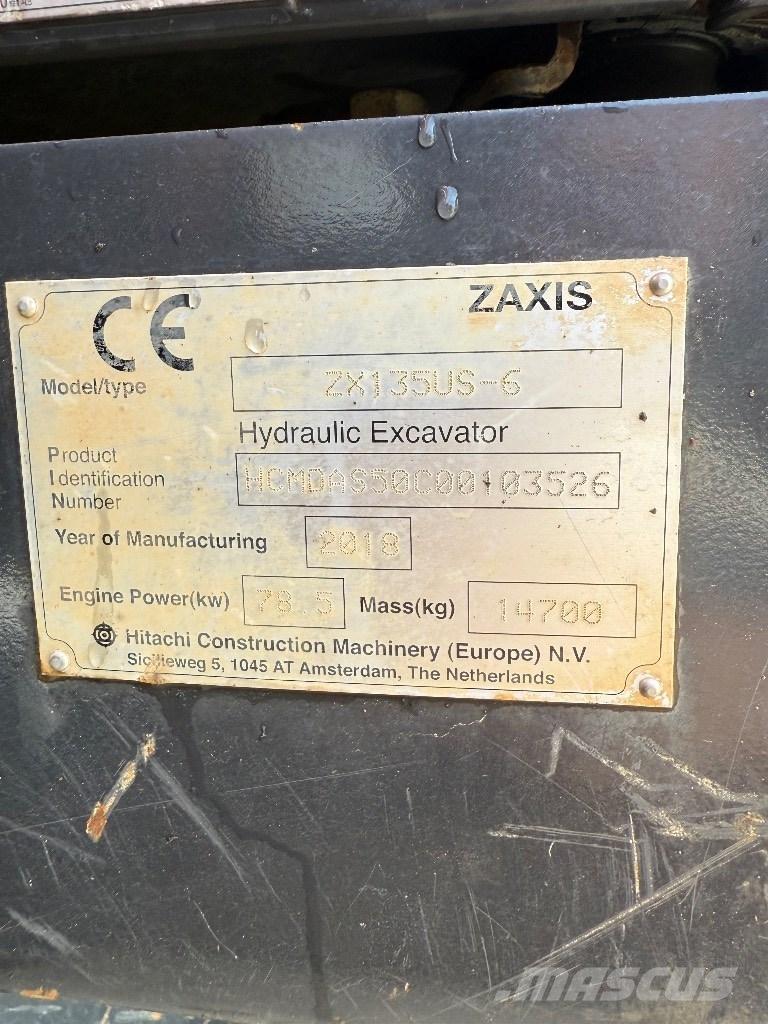 CE ZAXIS
Model/type ZX135US-6
Hydraulic Excavator
Product
Identification
Number HCMDAS50C00103526
Year of Manufacturing 2018
Engine Power(kw) 78.5 Mass(kg) 14700
Hitachi Construction Machinery (Europe) N.V.
Sicilieweg 5, 1045 AT Amsterdam, The Netherlands
MASCUS